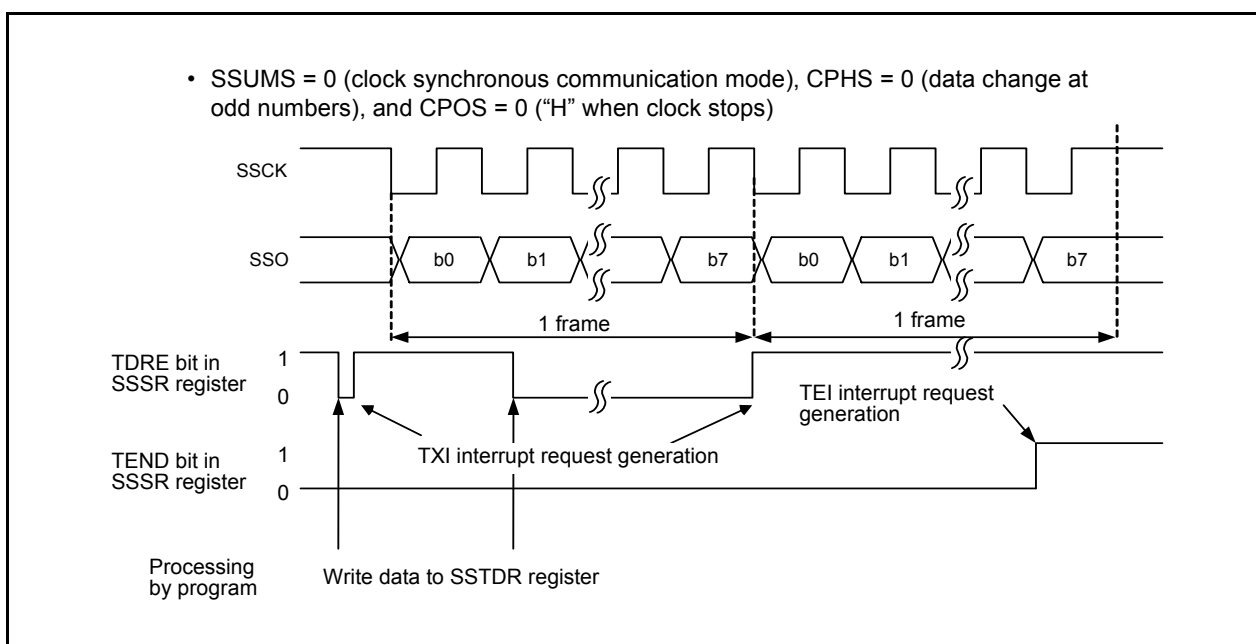 • SSUMS = 0 (clock synchronous communication mode), CPHS = 0 (data change at
odd numbers), and CPOS = 0 (“H” when clock stops)
SSCK
SSO
b0
b1
b7
b0
b1
b7
1 frame
1 frame
TDRE bit in
SSSR register
1
0
TEI interrupt request
generation
TXI interrupt request generation
TEND bit in
SSSR register
1
0
Processing
by program
Write data to SSTDR register